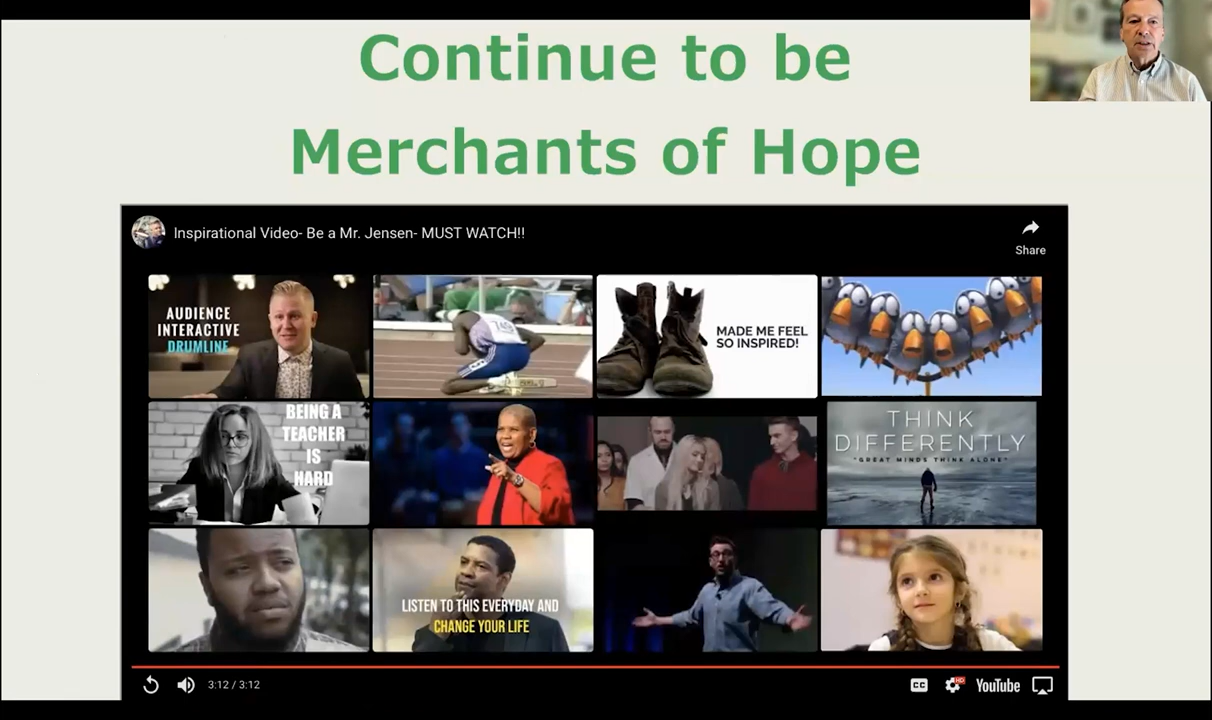 Continue to be
Merchants of Hope
Inspirational Video- Be a Mr. Jensen- MUST WATCH!!
Share
AUDIENCE
INTERACTIVE
DRUMLINE
MADE ME FEEL
SO INSPIRED!
BEING A
TEACHER
IS
HARD
THINK
DIFFERENTLY
"GREAT MINDS THINK ALONE"
LISTEN TO THIS EVERYDAY AND
CHANGE YOUR LIFE
3:12 / 3:12
CC
HD
YouTube